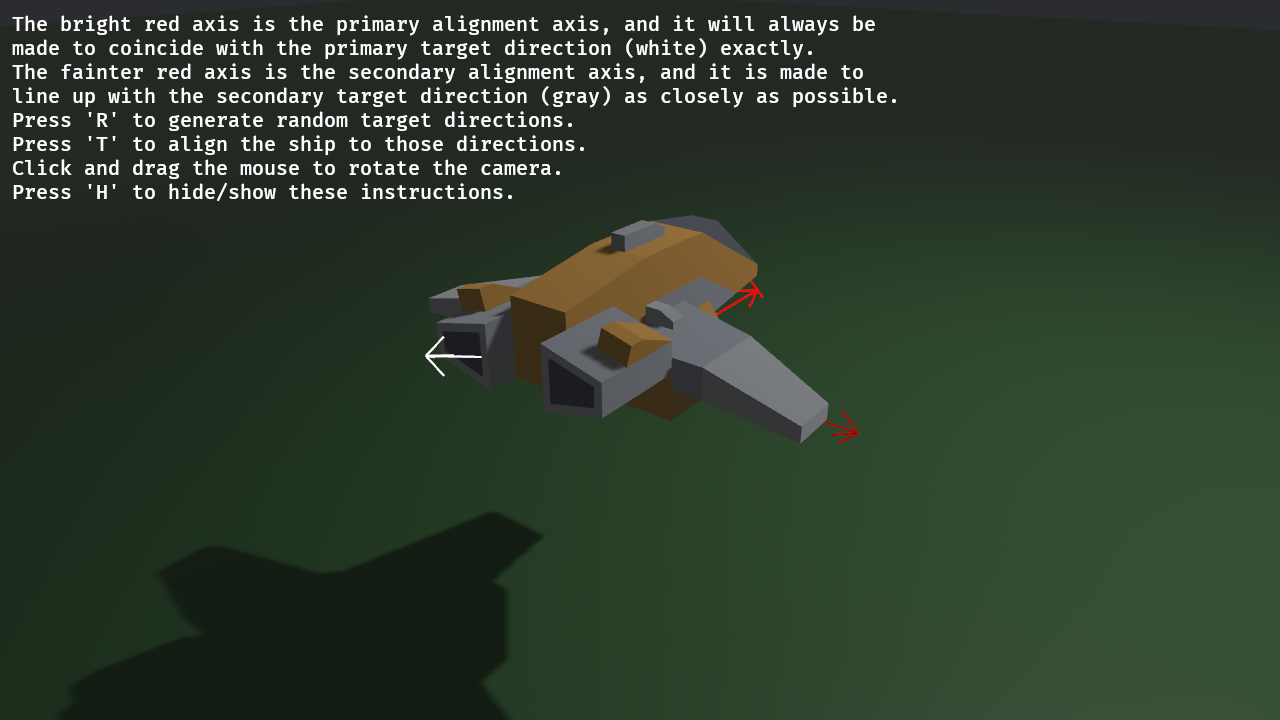 The bright red axis is the primary alignment axis, and it will always be
made to coincide with the primary target direction (white) exactly.
The fainter red axis is the secondary alignment axis, and it is made to
line up with the secondary target direction (gray) as closely as possible.
Press 'R' to generate random target directions.
Press 'T' to align the ship to those directions.
Click and drag the mouse to rotate the camera.
Press 'H' to hide/show these instructions.